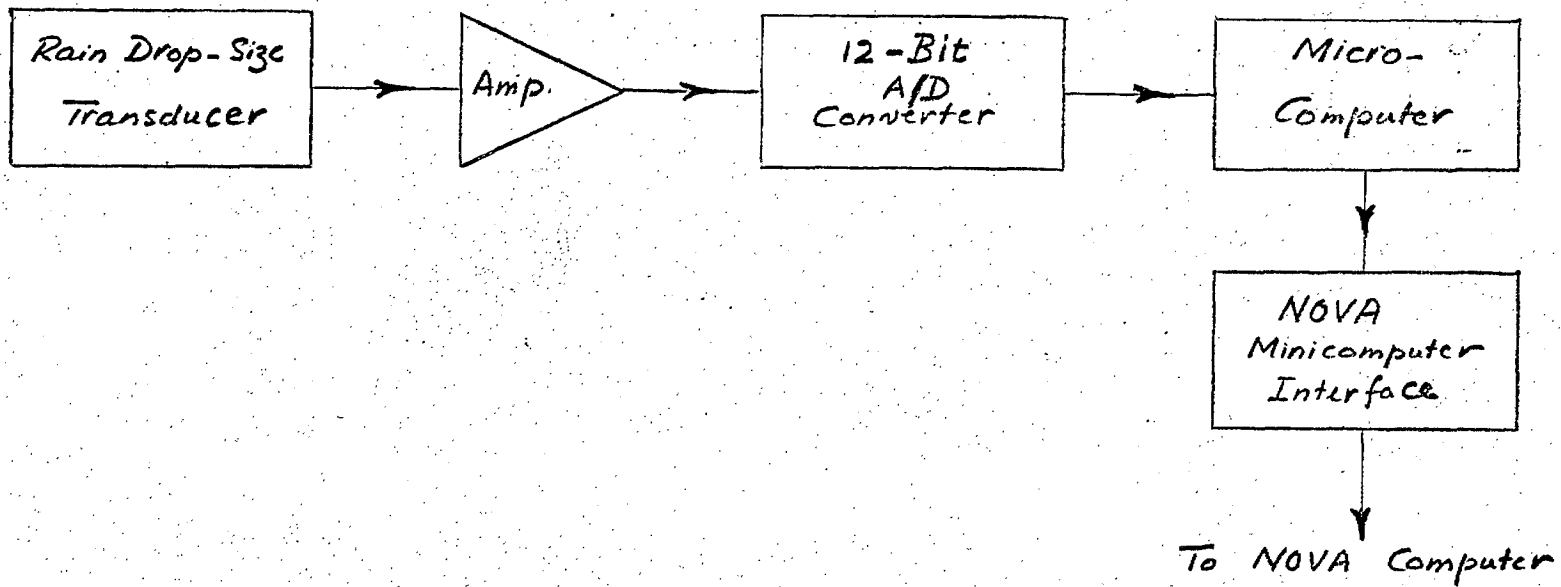 Rain Drop-Size
Transducer
Amp.
12-Bit
A/D
Converter
Micro-
Computer
NOVA
Minicomputer
Interface
To NOVA Computer